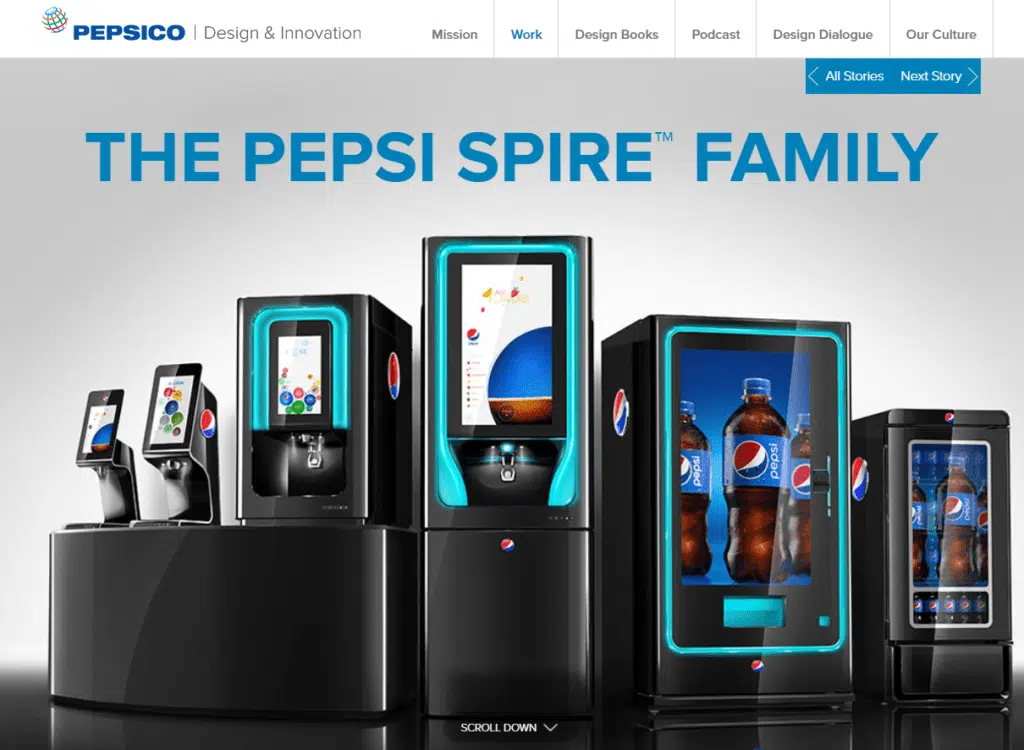 PEPSICO | Design & Innovation
Mission
Work
Design Books
Podcast
Design Dialogue
Our Culture
All Stories
Next Story
THE PEPSI SPIRE™ FAMILY
pepsi
pepsi
pepsi
SCROLL DOWN